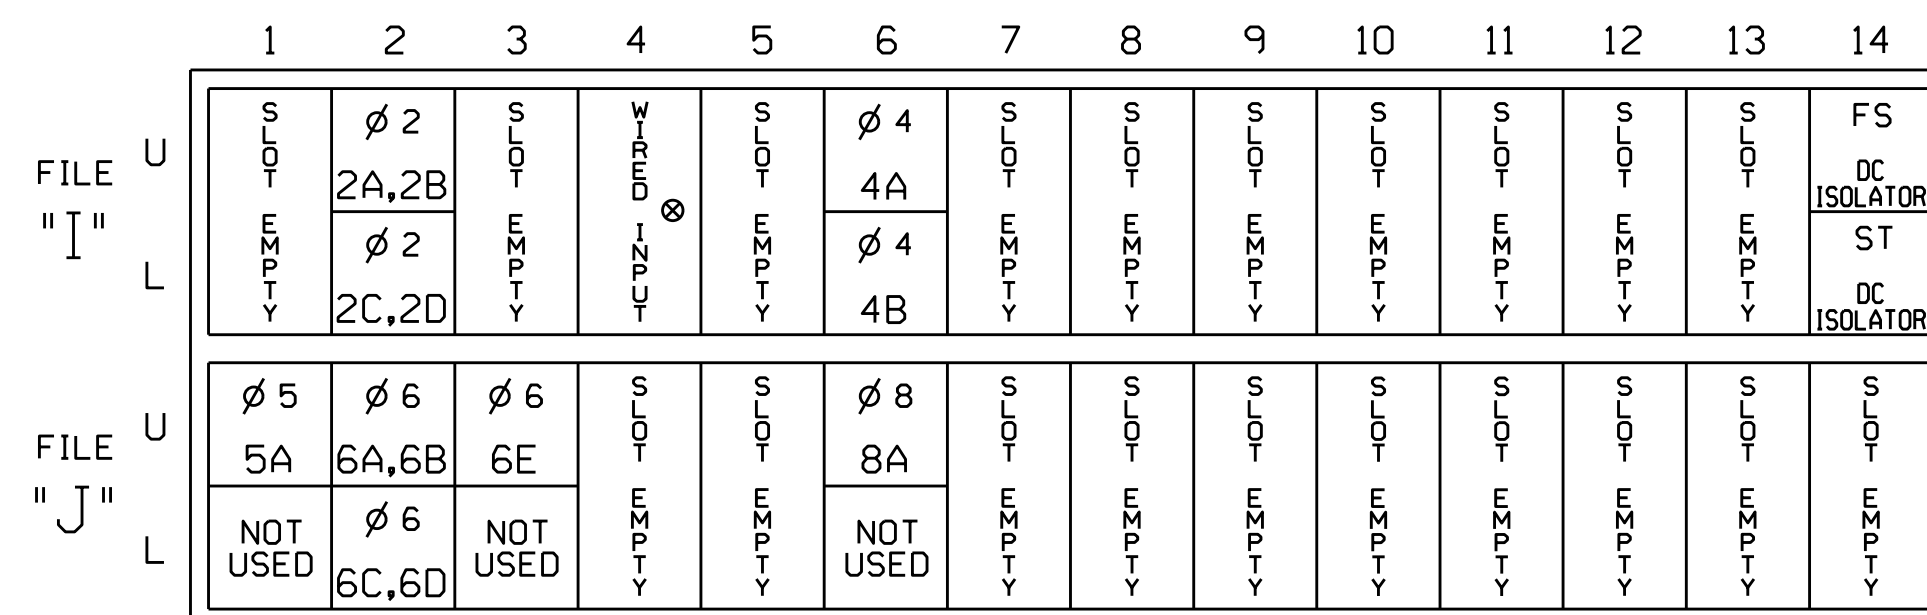 1 2 3 4 5 6 7 8 9 10 11 12 13 14
FILE
"I"
U
L
SLOT EMPTY
Ø 2
2A,2B
Ø 2
2C,2D
SLOT EMPTY
WIRED INPUT
⊗
SLOT EMPTY
Ø 4
4A
Ø 4
4B
SLOT EMPTY
SLOT EMPTY
SLOT EMPTY
SLOT EMPTY
SLOT EMPTY
SLOT EMPTY
SLOT EMPTY
FS
DC
ISOLATOR
ST
DC
ISOLATOR
FILE
"J"
U
L
Ø 5
5A
NOT
USED
Ø 6
6A,6B
Ø 6
6C,6D
Ø 6
6E
NOT
USED
SLOT EMPTY
SLOT EMPTY
Ø 8
8A
NOT
USED
SLOT EMPTY
SLOT EMPTY
SLOT EMPTY
SLOT EMPTY
SLOT EMPTY
SLOT EMPTY
SLOT EMPTY
SLOT EMPTY